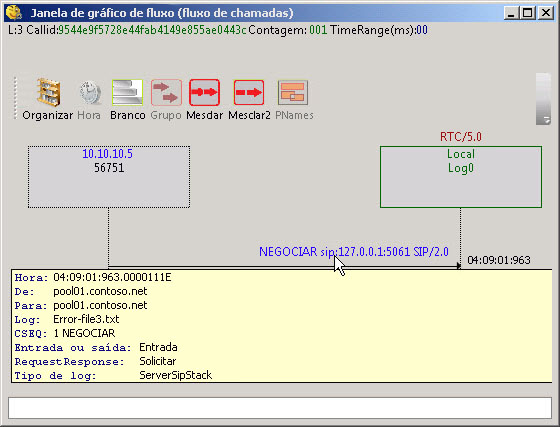 Janela de gráfico de fluxo (fluxo de chamadas)
L:3 Callid:9544e9f5728e44fab4149e855ae0443c Contagem: 001 TimeRange(ms):00
Organizar Hora Branco Grupo Mesdar Mesclar2 PNames
RTC/5.0
10.10.10.5
56751
Local
Log0
NEGOCIAR sip:127.0.0.1:5061 SIP/2.0
04:09:01:963
Hora: 04:09:01:963.0000111E
De: pool01.contoso.net
Para: pool01.contoso.net
Log: Error-file3.txt
CSEQ: 1 NEGOCIAR
Entrada ou saída: Entrada
RequestResponse: Solicitar
Tipo de log: ServerSipStack